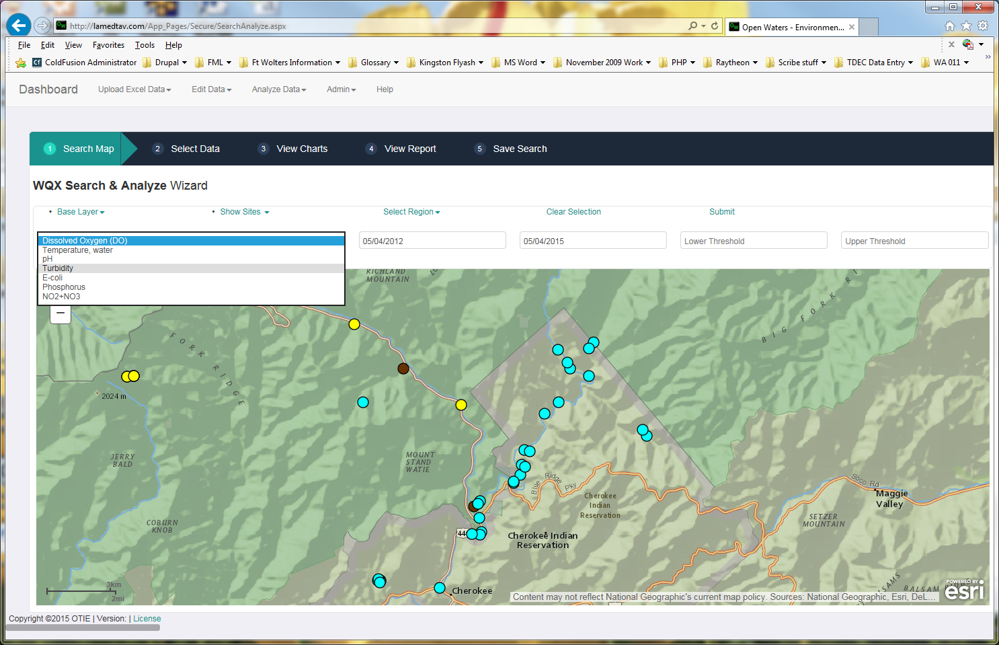 http://lamedtav.com/App_Pages/Secure/SearchAnalyze.aspx
Open Waters - Environmen...
File Edit View Favorites Tools Help
ColdFusion Administrator Drupal FML Ft Wolters Information Glossary Kingston Flyash MS Word November 2009 Work PHP Raytheon Scribe stuff TDEC Data Entry WA 011
Dashboard Upload Excel Data Edit Data Analyze Data Admin Help
1 Search Map 2 Select Data 3 View Charts 4 View Report 5 Save Search
WQX Search & Analyze Wizard
• Base Layer • Show Sites Select Region Clear Selection Submit
05/04/2012 05/04/2015 Lower Threshold Upper Threshold
Dissolved Oxygen (DO)
Temperature, water
pH
Turbidity
E-coli
Phosphorus
NO2+NO3
−
RICHLAND
MOUNTAIN
BIG FORK RI
FORK RIDGE
2024 m
JERRY
BALD
MOUNT
STAND
WATIE
Blue Ridge Pky
Cherokee
Indian
Reservation
Soco Rd
Maggie
Valley
SETZER
MOUNTAIN
COBURN
KNOB
44
Cherokee Indian
Reservation
Cherokee
3km
2mi
BALSAM
Content may not reflect National Geographic's current map policy. Sources: National Geographic, Esri, DeL...
POWERED BY
esri
Copyright ©2015 OTIE | Version: | License